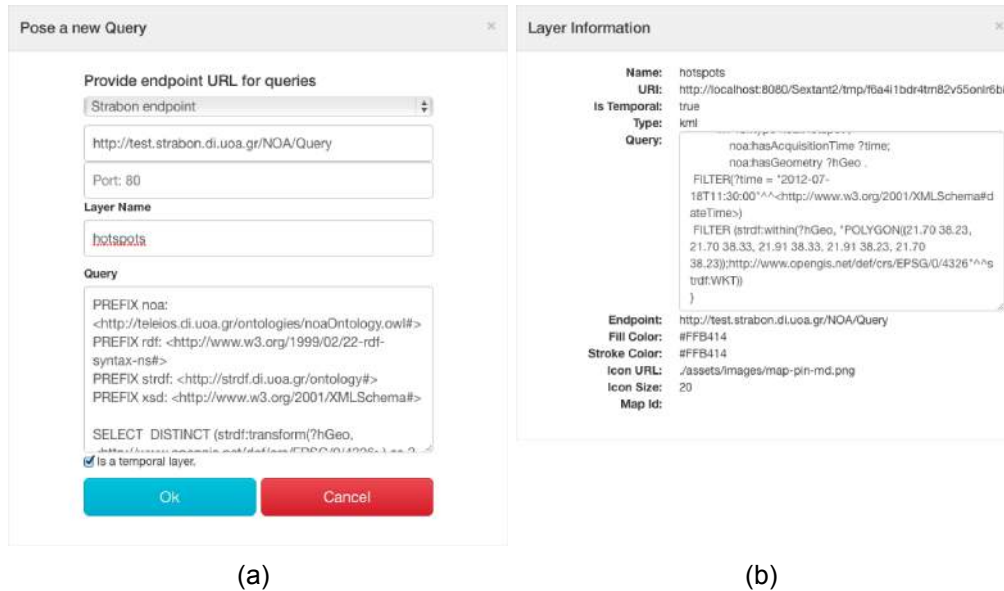 Pose a new Query
×
Provide endpoint URL for queries
Strabon endpoint
http://test.strabon.di.uoa.gr/NOA/Query
Port: 80
Layer Name
hotspots
Query
PREFIX noa:
<http://teleios.di.uoa.gr/ontologies/noaOntology.owl#>
PREFIX rdf: <http://www.w3.org/1999/02/22-rdf-
syntax-ns#>
PREFIX strdf: <http://strdf.di.uoa.gr/ontology#>
PREFIX xsd: <http://www.w3.org/2001/XMLSchema#>
SELECT DISTINCT (strdf:transform(?hGeo,
Is a temporal layer.
Ok
Cancel
(a)
Layer Information
×
Name: hotspots
URI: http://localhost:8080/Sextant2/tmp/
Is Temporal: true
Type: kml
Query:
noa:hasAcquisitionTime ?time;
noa:hasGeometry ?hGeo .
FILTER(?time = "2012-07-
18T11:30:00"^^<http://www.w3.org/2001/XMLSchema#d
ateTime>)
FILTER (strdf:within(?hGeo, "POLYGON((21.70 38.23,
21.70 38.33, 21.91 38.33, 21.91 38.23, 21.70
38.23));http://www.opengis.net/def/crs/EPSG/0/4326"^^s
trdf:WKT))
}
Endpoint: http://test.strabon.di.uoa.gr/NOA/Query
Fill Color: #FFB414
Stroke Color: #FFB414
Icon URL: ./assets/images/map-pin-md.png
Icon Size: 20
Map Id:
(b)